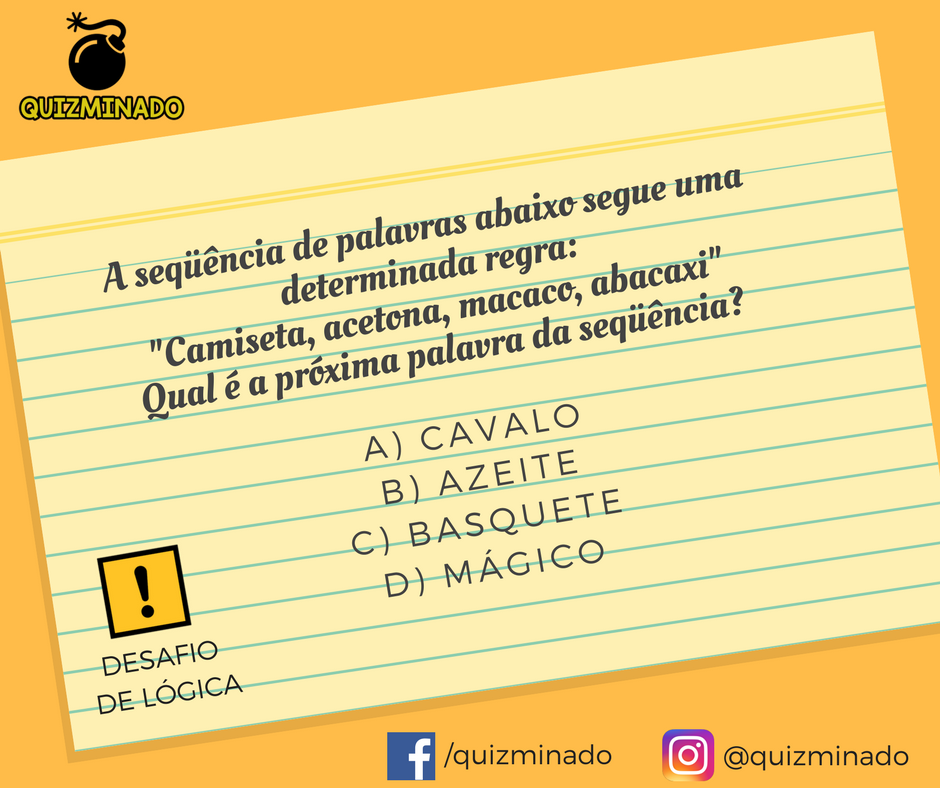 QUIZMINADO
A seqüência de palavras abaixo segue uma
determinada regra:
"Camiseta, acetona, macaco, abacaxi"
Qual é a próxima palavra da seqüência?
A) CAVALO
B) AZEITE
C) BASQUETE
D) MÁGICO
!
DESAFIO
DE LÓGICA
/quizminado
@quizminado